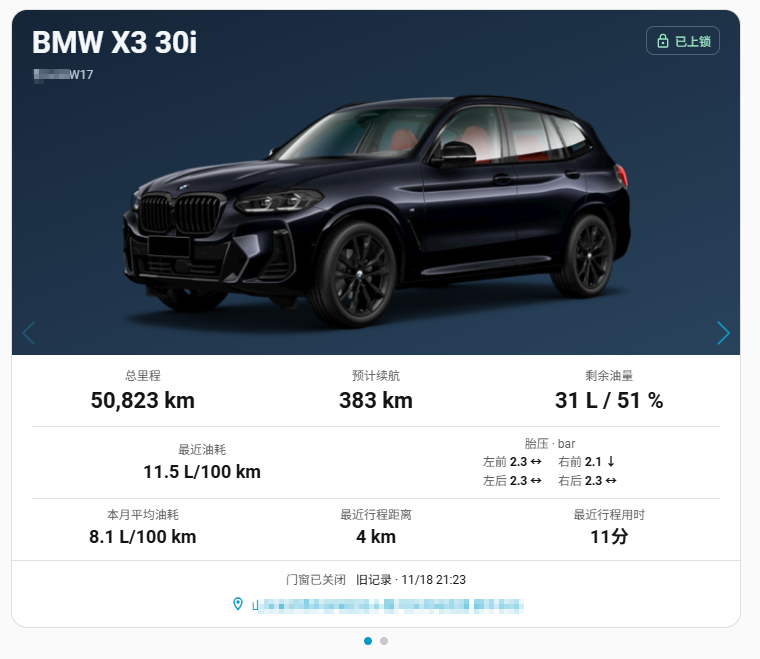 BMW X3 30i
已上锁
W17
总里程 预计续航 剩余油量
50,823 km 383 km 31 L / 51 %
最近油耗
11.5 L/100 km
胎压 · bar
左前 2.3 ↔ 右前 2.1 ↓
左后 2.3 ↔ 右后 2.3 ↔
本月平均油耗 最近行程距离 最近行程用时
8.1 L/100 km 4 km 11分
门窗已关闭 旧记录 · 11/18 21:23